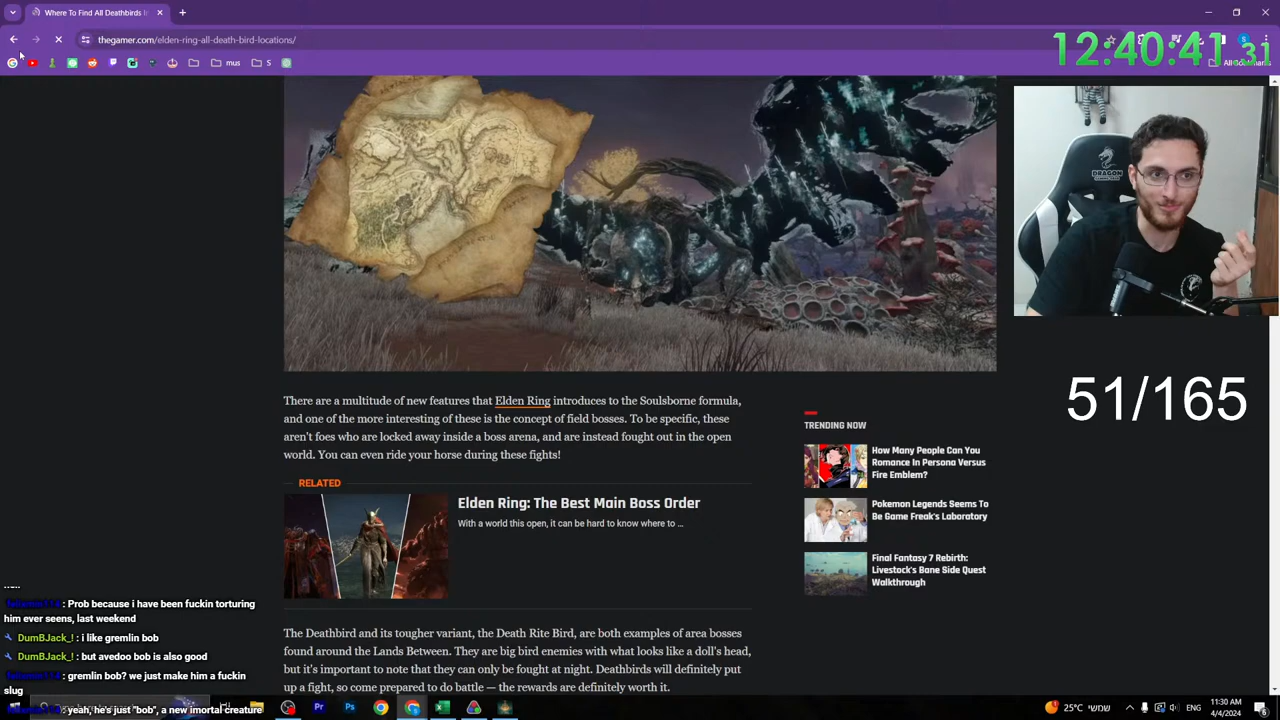 Where To Find All Deathbirds In
thegamer.com/elden-ring-all-death-bird-locations/
12:40:41.31
mus
S
All Bookmarks
DRAGON
51/165
There are a multitude of new features that Elden Ring introduces to the Soulsborne formula,
and one of the more interesting of these is the concept of field bosses. To be specific, these
aren't foes who are locked away inside a boss arena, and are instead fought out in the open
world. You can even ride your horse during these fights!
RELATED
Elden Ring: The Best Main Boss Order
With a world this open, it can be hard to know where to ...
The Deathbird and its tougher variant, the Death Rite Bird, are both examples of area bosses
found around the Lands Between. They are big bird enemies with what looks like a doll's head,
but it's important to note that they can only be fought at night. Deathbirds will definitely put
up a fight, so come prepared to do battle — the rewards are definitely worth it.
TRENDING NOW
How Many People Can You
Romance In Persona Versus
Fire Emblem?
Pokemon Legends Seems To
Be Game Freak's Laboratory
Final Fantasy 7 Rebirth:
Livestock's Bane Side Quest
Walkthrough
: Prob because i have been fuckin torturing
him ever seens, last weekend
DumBJack_! : i like gremlin bob
DumBJack_! : but avedoo bob is also good
: gremlin bob? we just make him a fuckin
slug
: yeah, he's just "bob", a new imortal creature
25°C שמשי
ENG
11:30 AM
4/4/2024
6